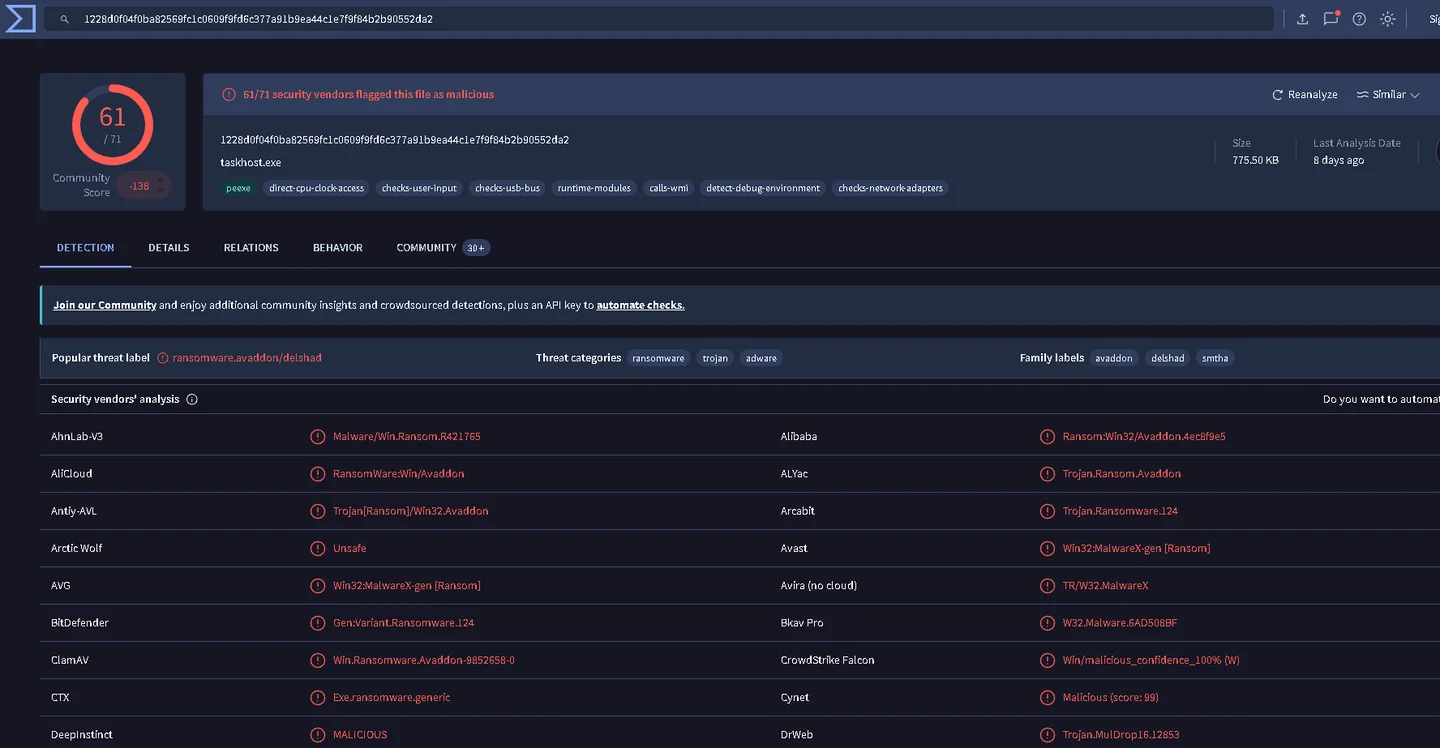 1228d0f04f0ba82569fc1c0609f9fd6c377a91b9ea44c1e7f9f84b2b90552da2
61
/ 71
Community Score
-138
61/71 security vendors flagged this file as malicious
Reanalyze
Similar
1228d0f04f0ba82569fc1c0609f9fd6c377a91b9ea44c1e7f9f84b2b90552da2
taskhost.exe
Size
775.50 KB
Last Analysis Date
8 days ago
peexe direct-cpu-clock-access checks-user-input checks-usb-bus runtime-modules calls-wmi detect-debug-environment checks-network-adapters
DETECTION DETAILS RELATIONS BEHAVIOR COMMUNITY 30+
Join our Community and enjoy additional community insights and crowdsourced detections, plus an API key to automate checks.
Popular threat label ransomware.avaddon/delshad Threat categories ransomware trojan adware Family labels avaddon delshad smtha
Security vendors' analysis Do you want to automat
AhnLab-V3 Malware/Win.Ransom.R421765 Alibaba Ransom:Win32/Avaddon.4ec8f9e5
AliCloud RansomWare:Win/Avaddon ALYac Trojan.Ransom.Avaddon
Antiy-AVL Trojan[Ransom]/Win32.Avaddon Arcabit Trojan.Ransomware.124
Arctic Wolf Unsafe Avast Win32:MalwareX-gen [Ransom]
AVG Win32:MalwareX-gen [Ransom] Avira (no cloud) TR/W32.MalwareX
BitDefender Gen:Variant.Ransomware.124 Bkav Pro W32.Malware.6AD508BF
ClamAV Win.Ransomware.Avaddon-9852658-0 CrowdStrike Falcon Win/malicious_confidence_100% (W)
CTX Exe.ransomware.generic Cynet Malicious (score: 99)
DeepInstinct MALICIOUS DrWeb Trojan.MulDrop16.12853